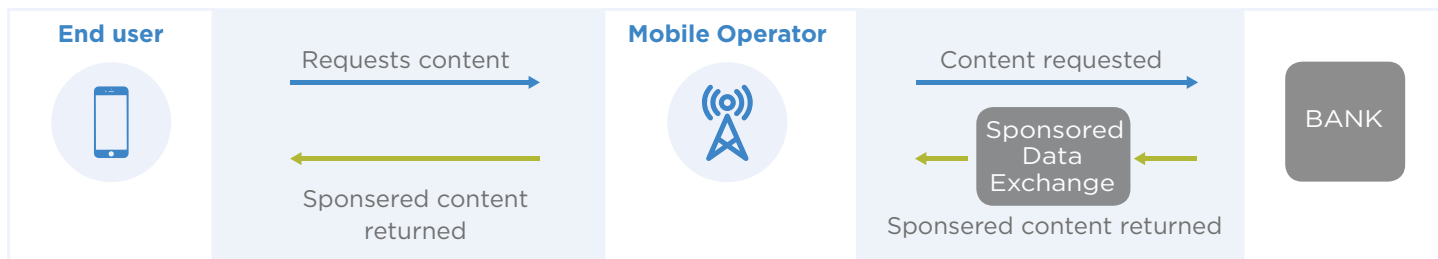 End user
Requests content
Sponsered content
returned
Mobile Operator
Content requested
Sponsored
Data
Exchange
Sponsered content returned
BANK